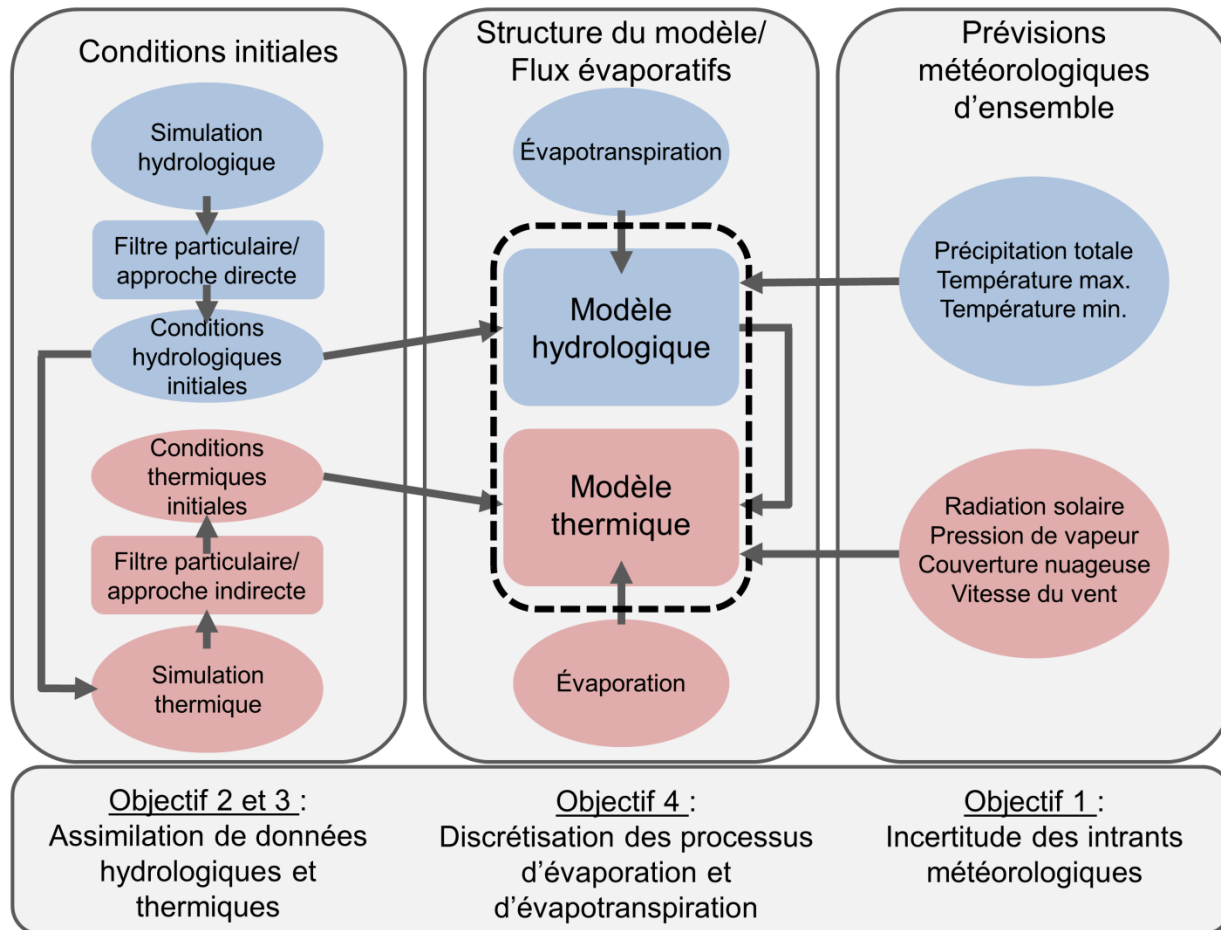 Conditions initiales
Simulation
hydrologique
Filtre particulaire/
approche directe
Conditions
hydrologiques
initiales
Conditions
thermiques
initiales
Filtre particulaire/
approche indirecte
Simulation
thermique
Structure du modèle/
Flux évaporatifs
Évapotranspiration
Modèle
hydrologique
Modèle
thermique
Évaporation
Prévisions
météorologiques
d’ensemble
Précipitation totale
Température max.
Température min.
Radiation solaire
Pression de vapeur
Couverture nuageuse
Vitesse du vent
Objectif 2 et 3 :
Assimilation de données
hydrologiques et
thermiques
Objectif 4 :
Discrétisation des processus
d’évaporation et
d’évapotranspiration
Objectif 1 :
Incertitude des intrants
météorologiques